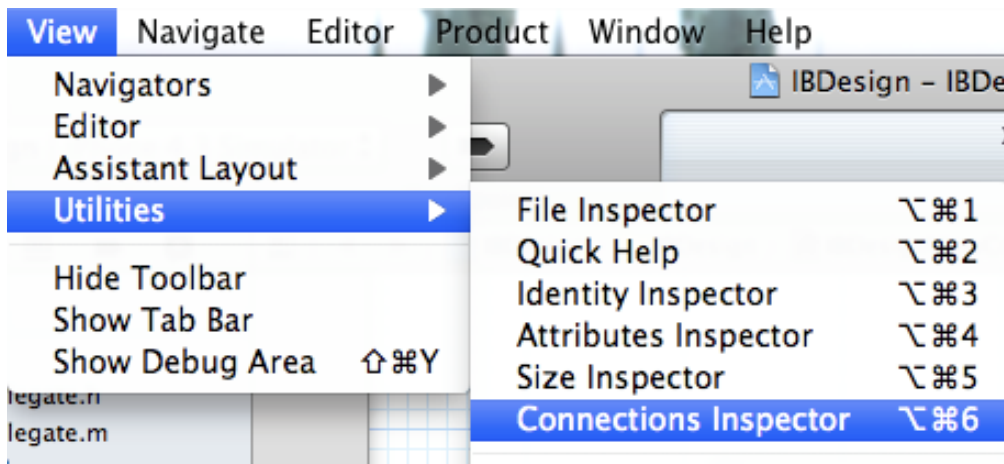 View Navigate Editor Product Window Help
IBDesign – IBDe
Navigators
Editor
Assistant Layout
Utilities
Hide Toolbar
Show Tab Bar
Show Debug Area ⇧⌘Y
File Inspector ⌥⌘1
Quick Help ⌥⌘2
Identity Inspector ⌥⌘3
Attributes Inspector ⌥⌘4
Size Inspector ⌥⌘5
Connections Inspector ⌥⌘6
legate.h
legate.m